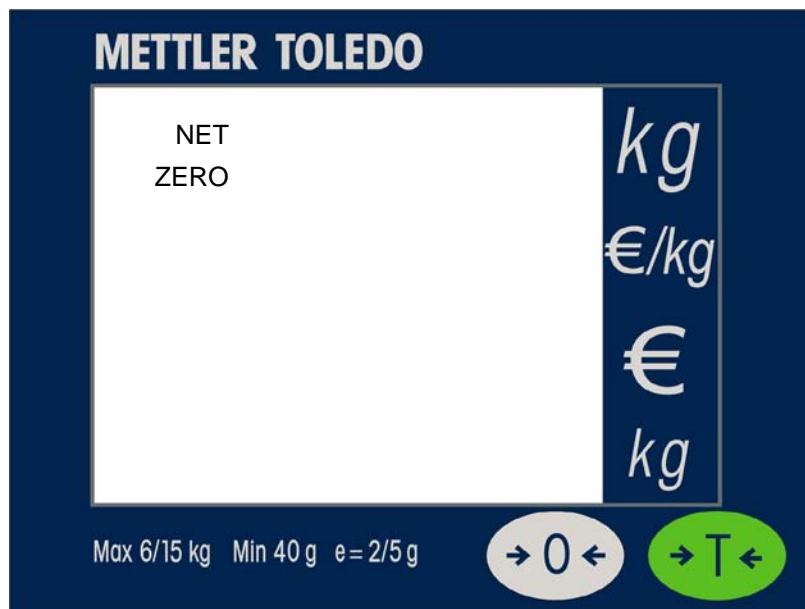 METTLER TOLEDO
NET
ZERO
kg
€/kg
€
kg
Max 6/15 kg Min 40 g e = 2/5 g
→ 0 ←
→ T ←